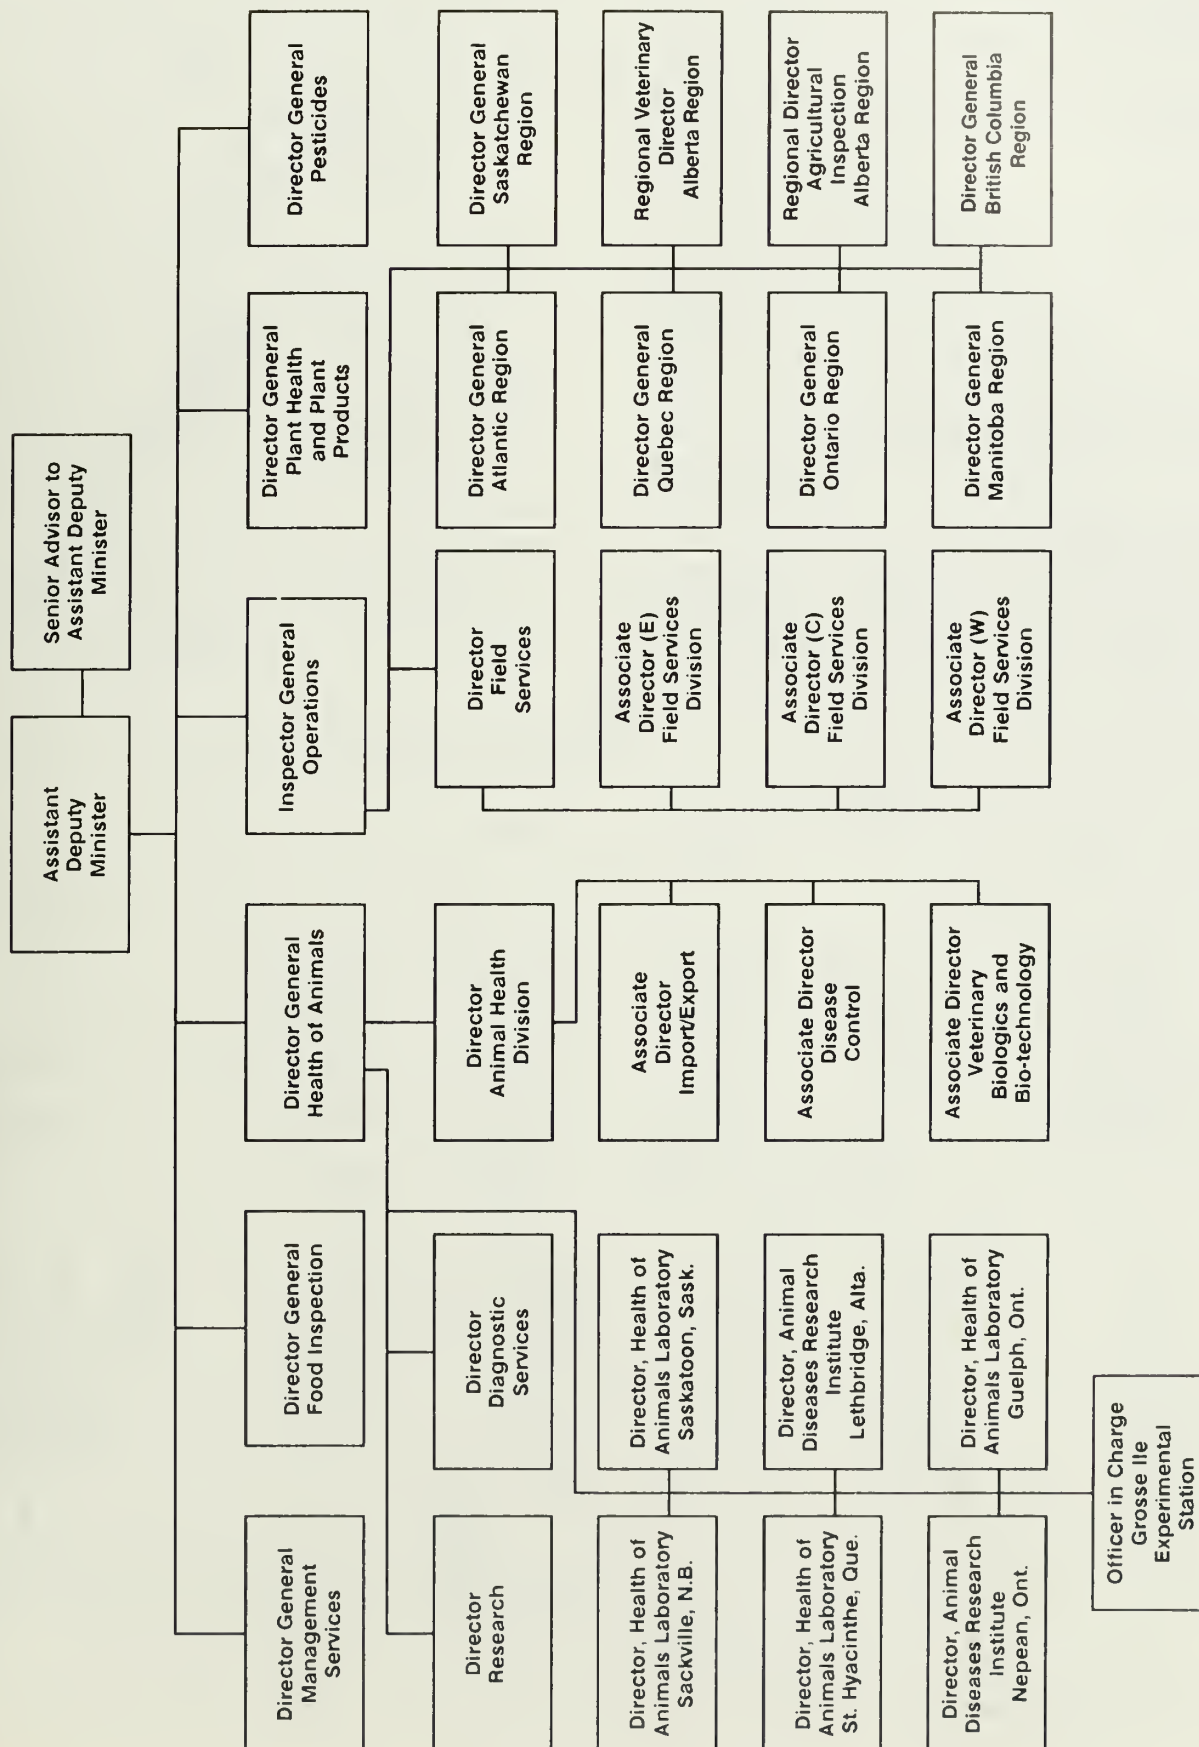 Assistant
Deputy
Minister
Senior Advisor to
Assistant Deputy
Minister
Director General
Management
Services
Director General
Food Inspection
Director General
Health of Animals
Inspector General
Operations
Director General
Plant Health
and Plant
Products
Director General
Pesticides
Director
Research
Director
Diagnostic
Services
Director
Animal Health
Division
Director
Field
Services
Director General
Atlantic Region
Director General
Saskatchewan
Region
Director, Health of
Animals Laboratory
Sackville, N.B.
Director, Health of
Animals Laboratory
Saskatoon, Sask.
Associate
Director
Import/Export
Associate
Director (E)
Field Services
Division
Director General
Quebec Region
Regional Veterinary
Director
Alberta Region
Director, Health of
Animals Laboratory
St. Hyacinthe, Que.
Director, Animal
Diseases Research
Institute
Lethbridge, Alta.
Associate Director
Disease
Control
Associate
Director (C)
Field Services
Division
Director General
Ontario Region
Regional Director
Agricultural
Inspection
Alberta Region
Director, Animal
Diseases Research
Institute
Nepean, Ont.
Director, Health of
Animals Laboratory
Guelph, Ont.
Associate Director
Veterinary
Biologics and
Bio-technology
Associate
Director (W)
Field Services
Division
Director General
Manitoba Region
Director General
British Columbia
Region
Officer in Charge
Grosse Ile
Experimental
Station